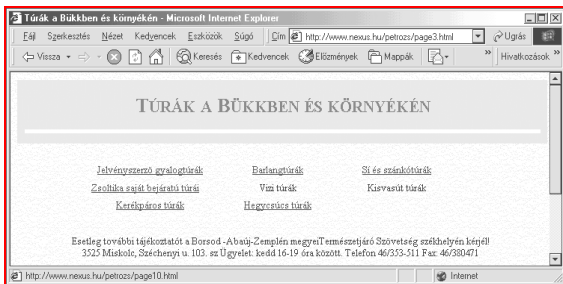 Túrák a Bükkben és környékén - Microsoft Internet Explorer
Fájl Szerkesztés Nézet Kedvencek Eszközök Súgó Cím http://www.nexus.hu/petrozs/page3.html Ugrás
Vissza Keresés Kedvencek Előzmények Mappák Hivatkozások »
TÚRÁK A BÜKKBEN ÉS KÖRNYÉKÉN
Jelvényszerző gyalogtúrák Barlangtúrák Sí és szánkótúrák
Zsoltika saját bejáratú túrái Vizi túrák Kisvasút túrák
Kerékpáros túrák Hegycsúcs túrák
Esetleg további tájékoztatót a Borsod -Abaúj-Zemplén megyeiTermészetjáró Szövetség székhelyén kérjél!
3525 Miskolc, Széchenyi u. 103. sz Ügyelet: kedd 16-19 óra között. Telefon 46/353-511 Fax: 46/380471
http://www.nexus.hu/petrozs/page10.html Internet